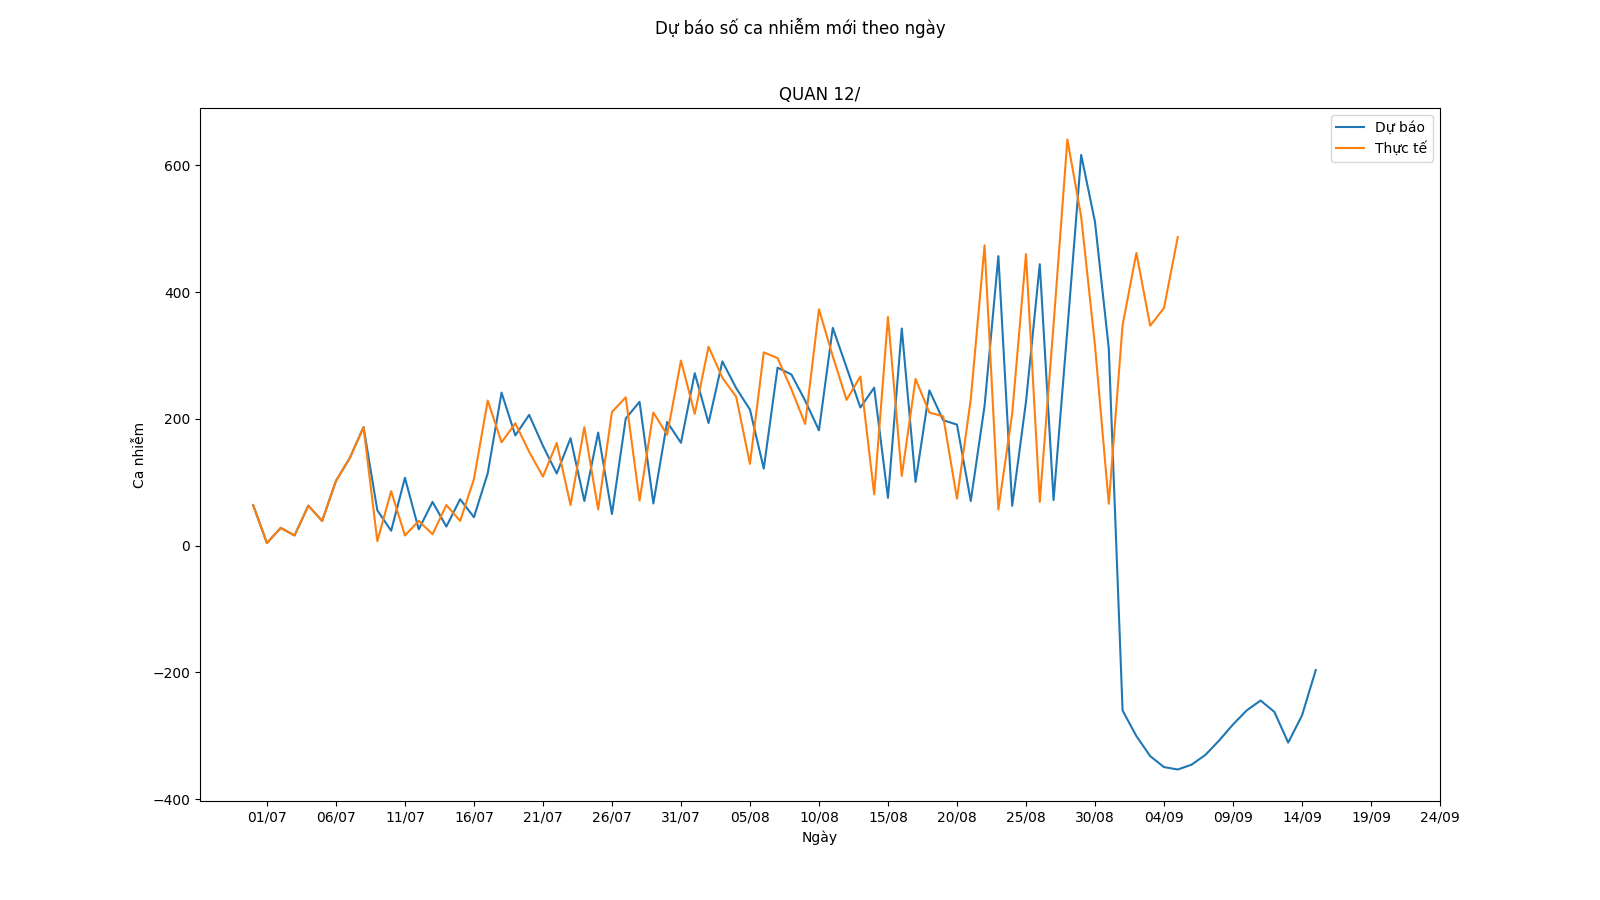 Dự báo số ca nhiễm mới theo ngày
QUAN 12/
Dự báo
Thực tế
600
400
200
0
−200
−400
Ca nhiễm
01/07 06/07 11/07 16/07 21/07 26/07 31/07 05/08 10/08 15/08 20/08 25/08 30/08 04/09 09/09 14/09 19/09 24/09
Ngày